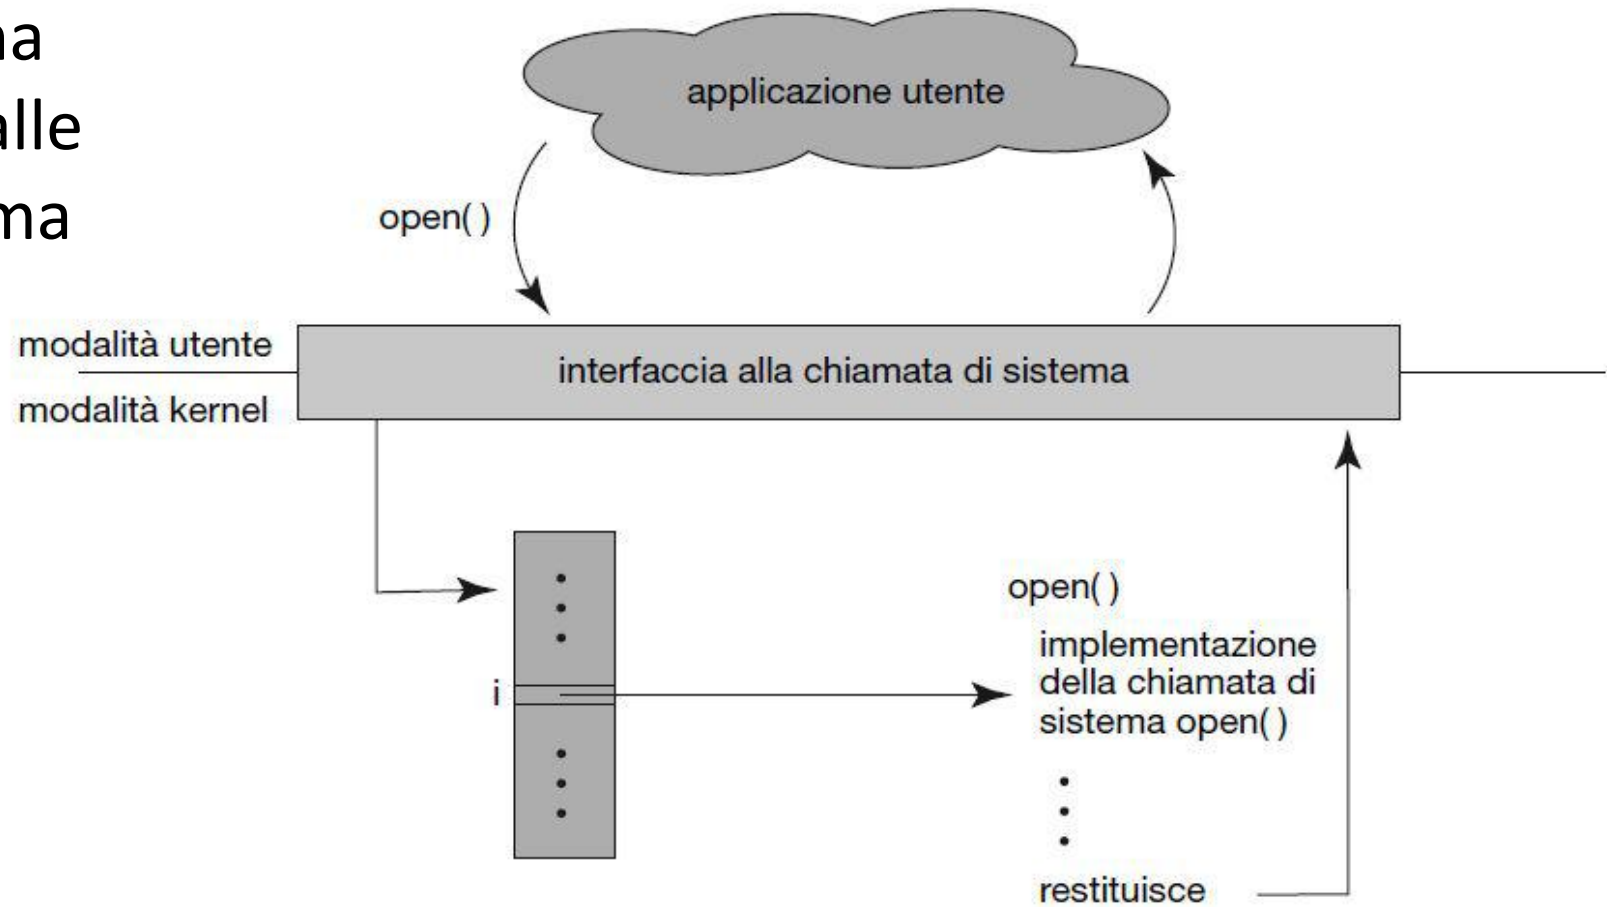 applicazione utente
open( )
modalità utente
interfaccia alla chiamata di sistema
modalità kernel
i
open( )
implementazione
della chiamata di
sistema open( )
restituisce